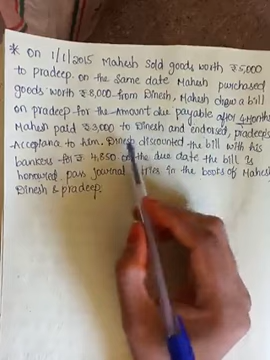 * On 1/1/2015 Mahesh Sold goods worth ₹5,000
to pradeep. on the same date Mahesh purchased
goods worth ₹8,000 from Dinesh, Mahesh drew a bill
on pradeep for the amount due payable after 4 Months
Mahesh paid ₹3,000 to Dinesh and endorsed, pradeep's
to him. Dinesh discounted the bill with his
bankers for ₹ 4,850 on the due date the bill is
honoured. pass journal in the books of Mahesh
Dinesh & pradeep.